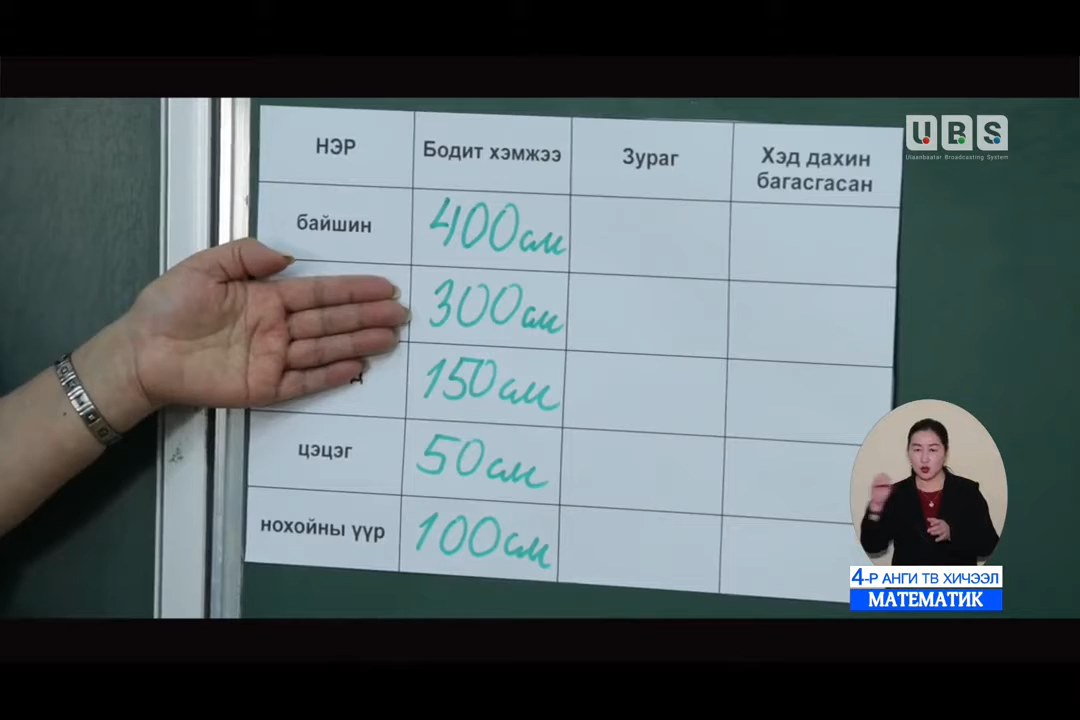 UBS
Ulaanbaatar Broadcasting System
НЭР
Бодит хэмжээ
Зураг
Хэд дахин
багасгасан
байшин
400см
300см
150см
цэцэг
50см
нохойны үүр
100см
4-Р АНГИ ТВ ХИЧЭЭЛ
МАТЕМАТИК